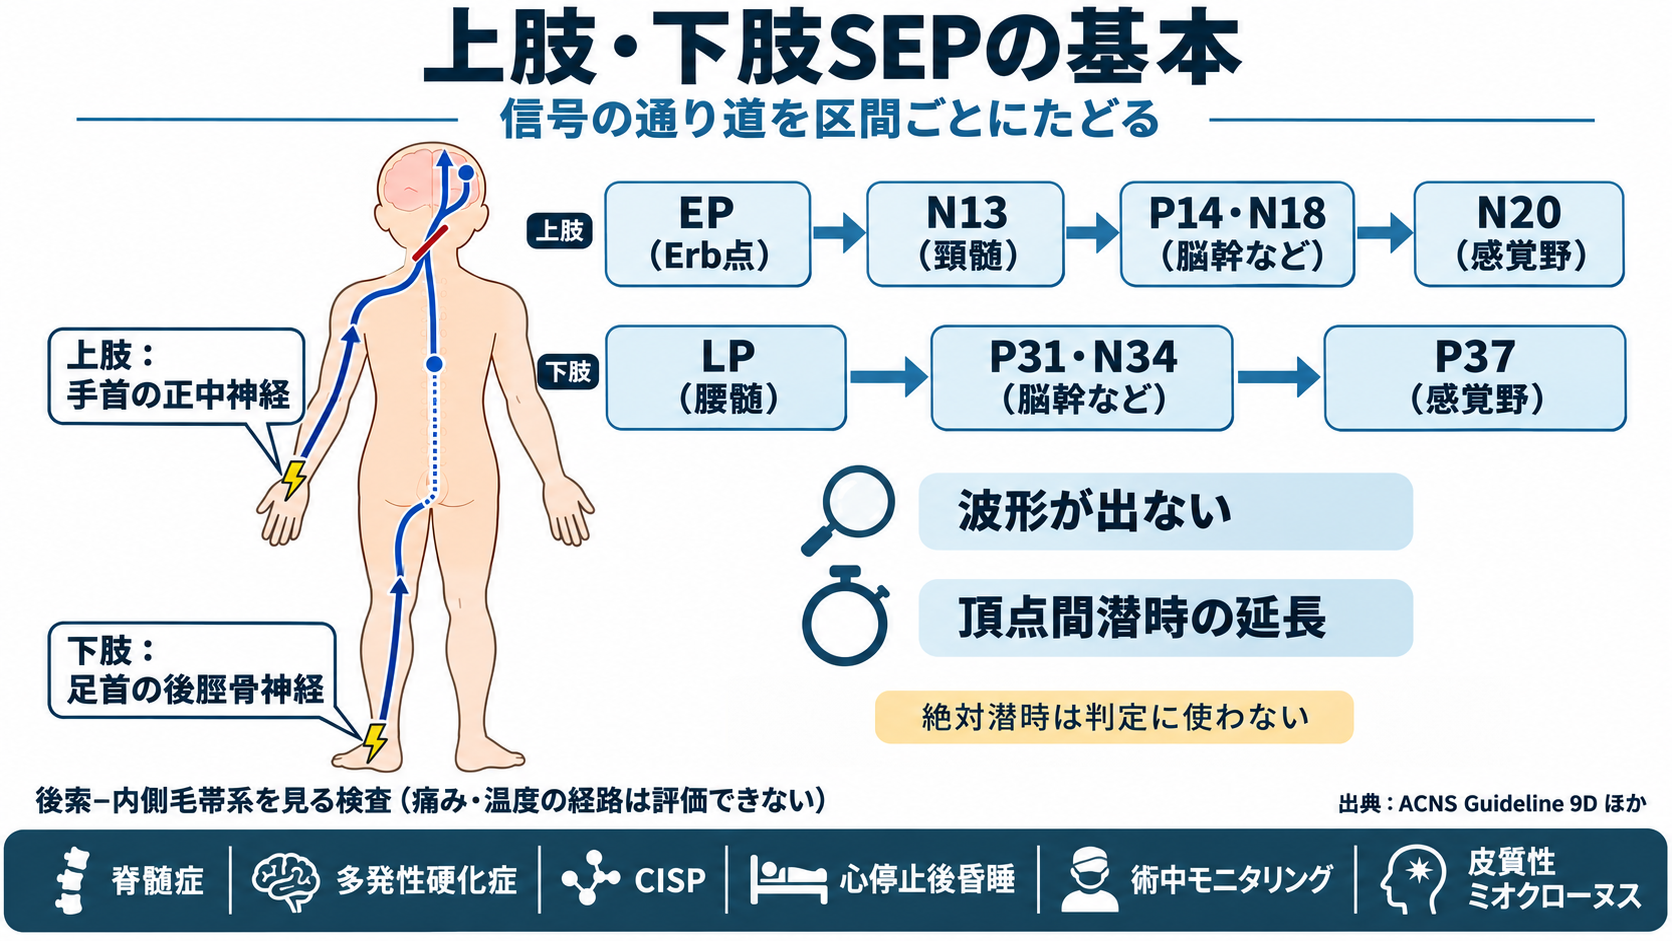 上肢・下肢SEPの基本
信号の通り道を区間ごとにたどる
上肢
EP
（Erb点）
N13
（頸髄）
P14・N18
（脳幹など）
N20
（感覚野）
下肢
LP
（腰髄）
P31・N34
（脳幹など）
P37
（感覚野）
上肢：
手首の正中神経
下肢：
足首の後脛骨神経
波形が出ない
頂点間潜時の延長
絶対潜時は判定に使わない
後索–内側毛帯系を見る検査（痛み・温度の経路は評価できない）
出典：ACNS Guideline 9D ほか
脊髄症
多発性硬化症
CISP
心停止後昏睡
術中モニタリング
皮質性
ミオクローヌス